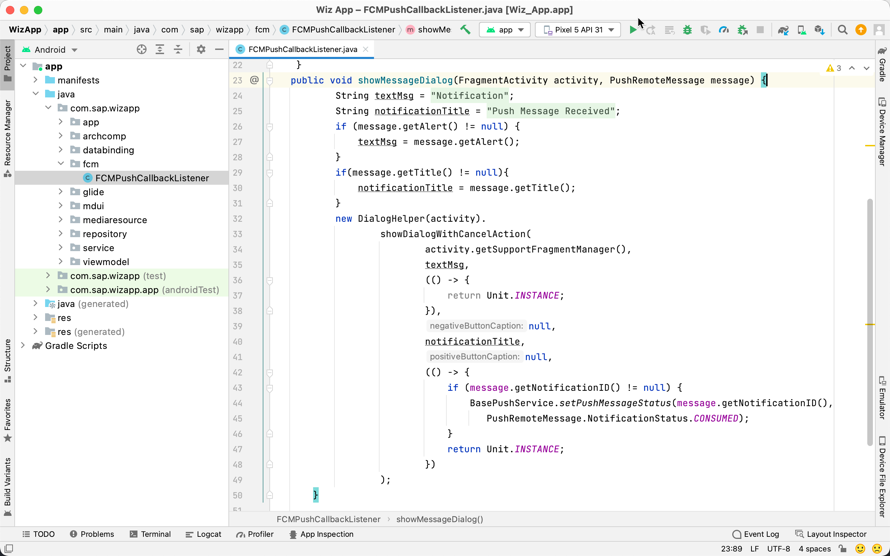 Wiz App – FCMPushCallbackListener.java [Wiz_App.app]
WizApp app src main java com sap wizapp fcm FCMPushCallbackListener showMe app Pixel 5 API 31
Project
Resource Manager
Structure
Favorites
Build Variants
Android
app
manifests
java
com.sap.wizapp
app
archcomp
databinding
fcm
FCMPushCallbackListener
glide
mdui
mediaresource
repository
service
viewmodel
com.sap.wizapp (test)
com.sap.wizapp.app (androidTest)
java (generated)
res
res (generated)
Gradle Scripts
FCMPushCallbackListener.java
3
22 }
23 @ public void showMessageDialog(FragmentActivity activity, PushRemoteMessage message) {
24 String textMsg = "Notification";
25 String notificationTitle = "Push Message Received";
26 if (message.getAlert() != null) {
27 textMsg = message.getAlert();
28 }
29 if(message.getTitle() != null){
30 notificationTitle = message.getTitle();
31 }
32 new DialogHelper(activity).
33 showDialogWithCancelAction(
34 activity.getSupportFragmentManager(),
35 textMsg,
36 (() -> {
37 return Unit.INSTANCE;
38 }),
39 negativeButtonCaption: null,
40 notificationTitle,
41 positiveButtonCaption: null,
42 (() -> {
43 if (message.getNotificationID() != null) {
44 BasePushService.setPushMessageStatus(message.getNotificationID(),
45 PushRemoteMessage.NotificationStatus.CONSUMED);
46 }
47 return Unit.INSTANCE;
48 })
49 );
50 }
51
FCMPushCallbackListener showMessageDialog()
Gradle
Device Manager
Emulator
Device File Explorer
TODO Problems Terminal Logcat Profiler App Inspection Event Log Layout Inspector
23:89 LF UTF-8 4 spaces